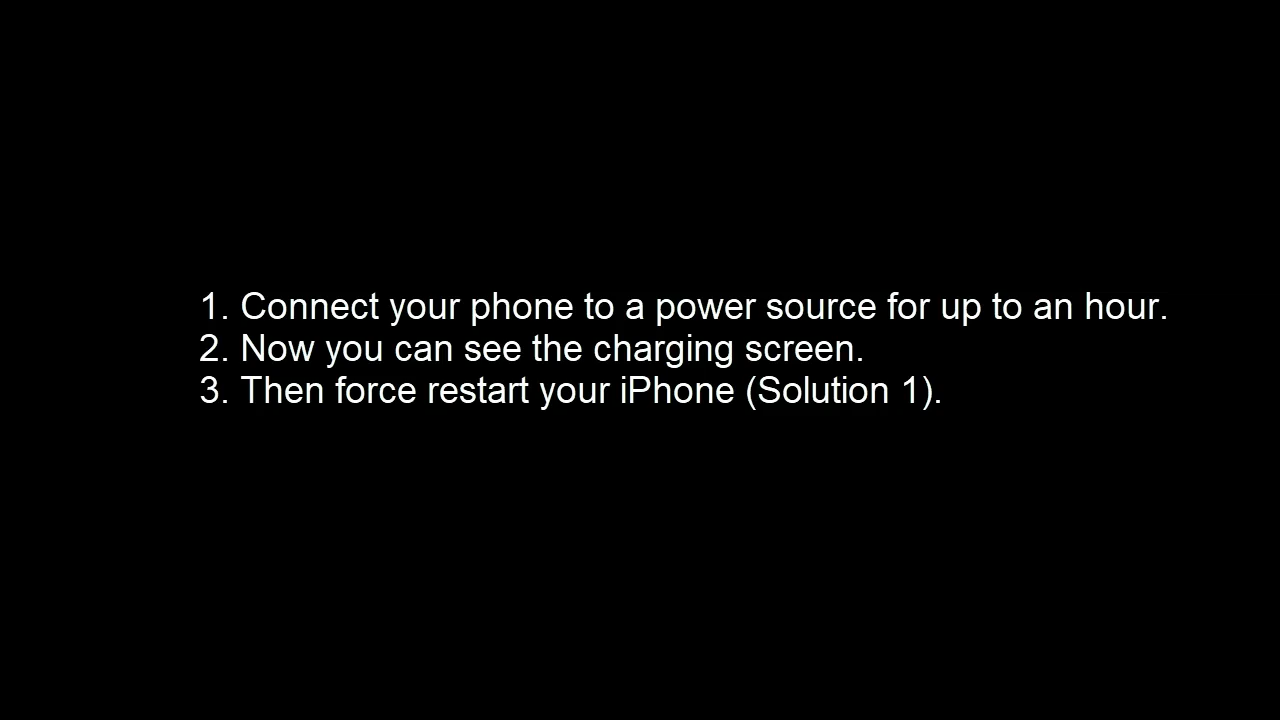 1. Connect your phone to a power source for up to an hour.
2. Now you can see the charging screen.
3. Then force restart your iPhone (Solution 1).